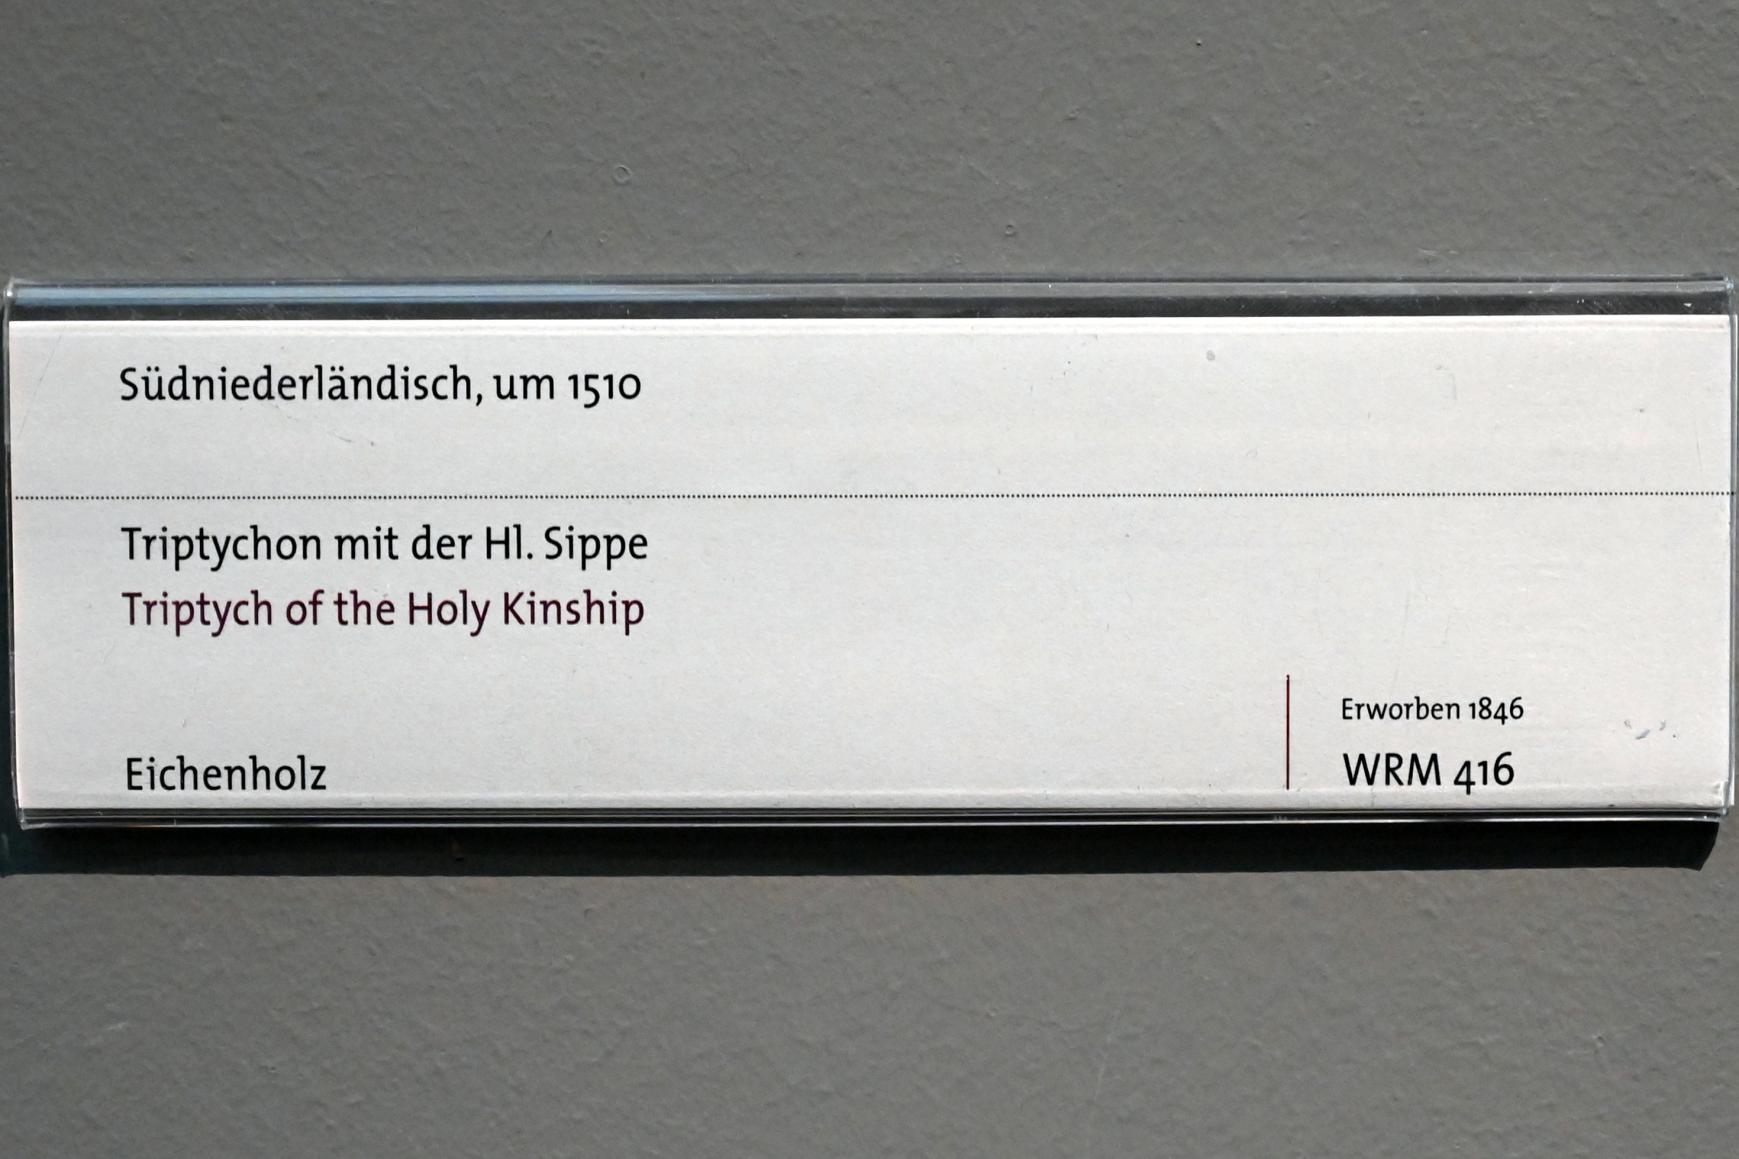 Südniederländisch, um 1510
Triptychon mit der Hl. Sippe
Triptych of the Holy Kinship
Eichenholz
Erworben 1846
WRM 416